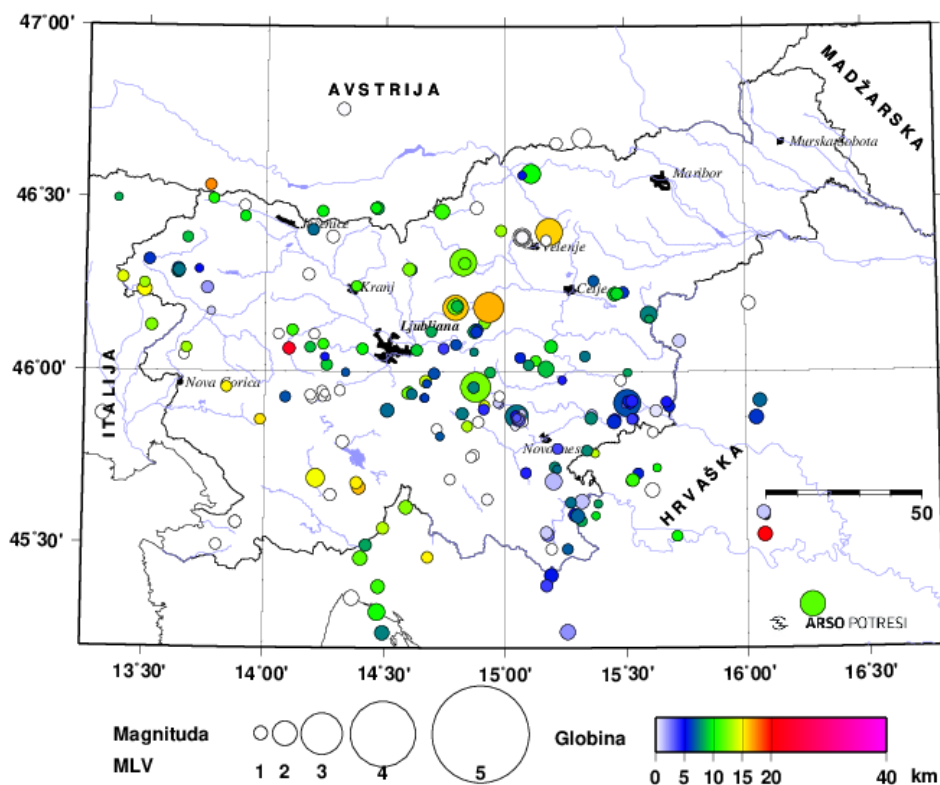 47°00'
46°30'
46°00'
45°30'
AVSTRIJA
MADŽARSKA
Murska Sobota
Maribor
Velenje
Kranj
Celje
Ljubljana
ITALIJA
Nova Gorica
HRVAŠKA
50
ARSO POTRESI
13°30'
14°00'
14°30'
15°00'
15°30'
16°00'
16°30'
Magnituda
MLV
1 2 3 4 5
Globina
0 5 10 15 20 40 km